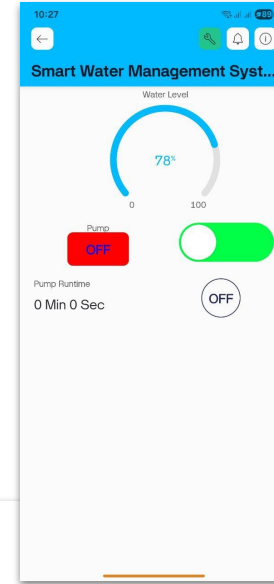 10:27
89
Smart Water Management Syst...
Water Level
78%
0 100
Pump
OFF
Pump Runtime
0 Min 0 Sec
OFF